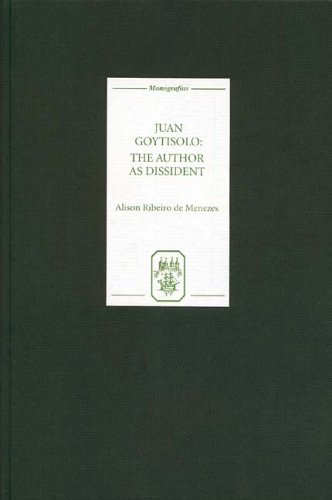 Monografías
JUAN
GOYTISOLO:
THE AUTHOR
AS DISSIDENT
Alison Ribeiro de Menezes